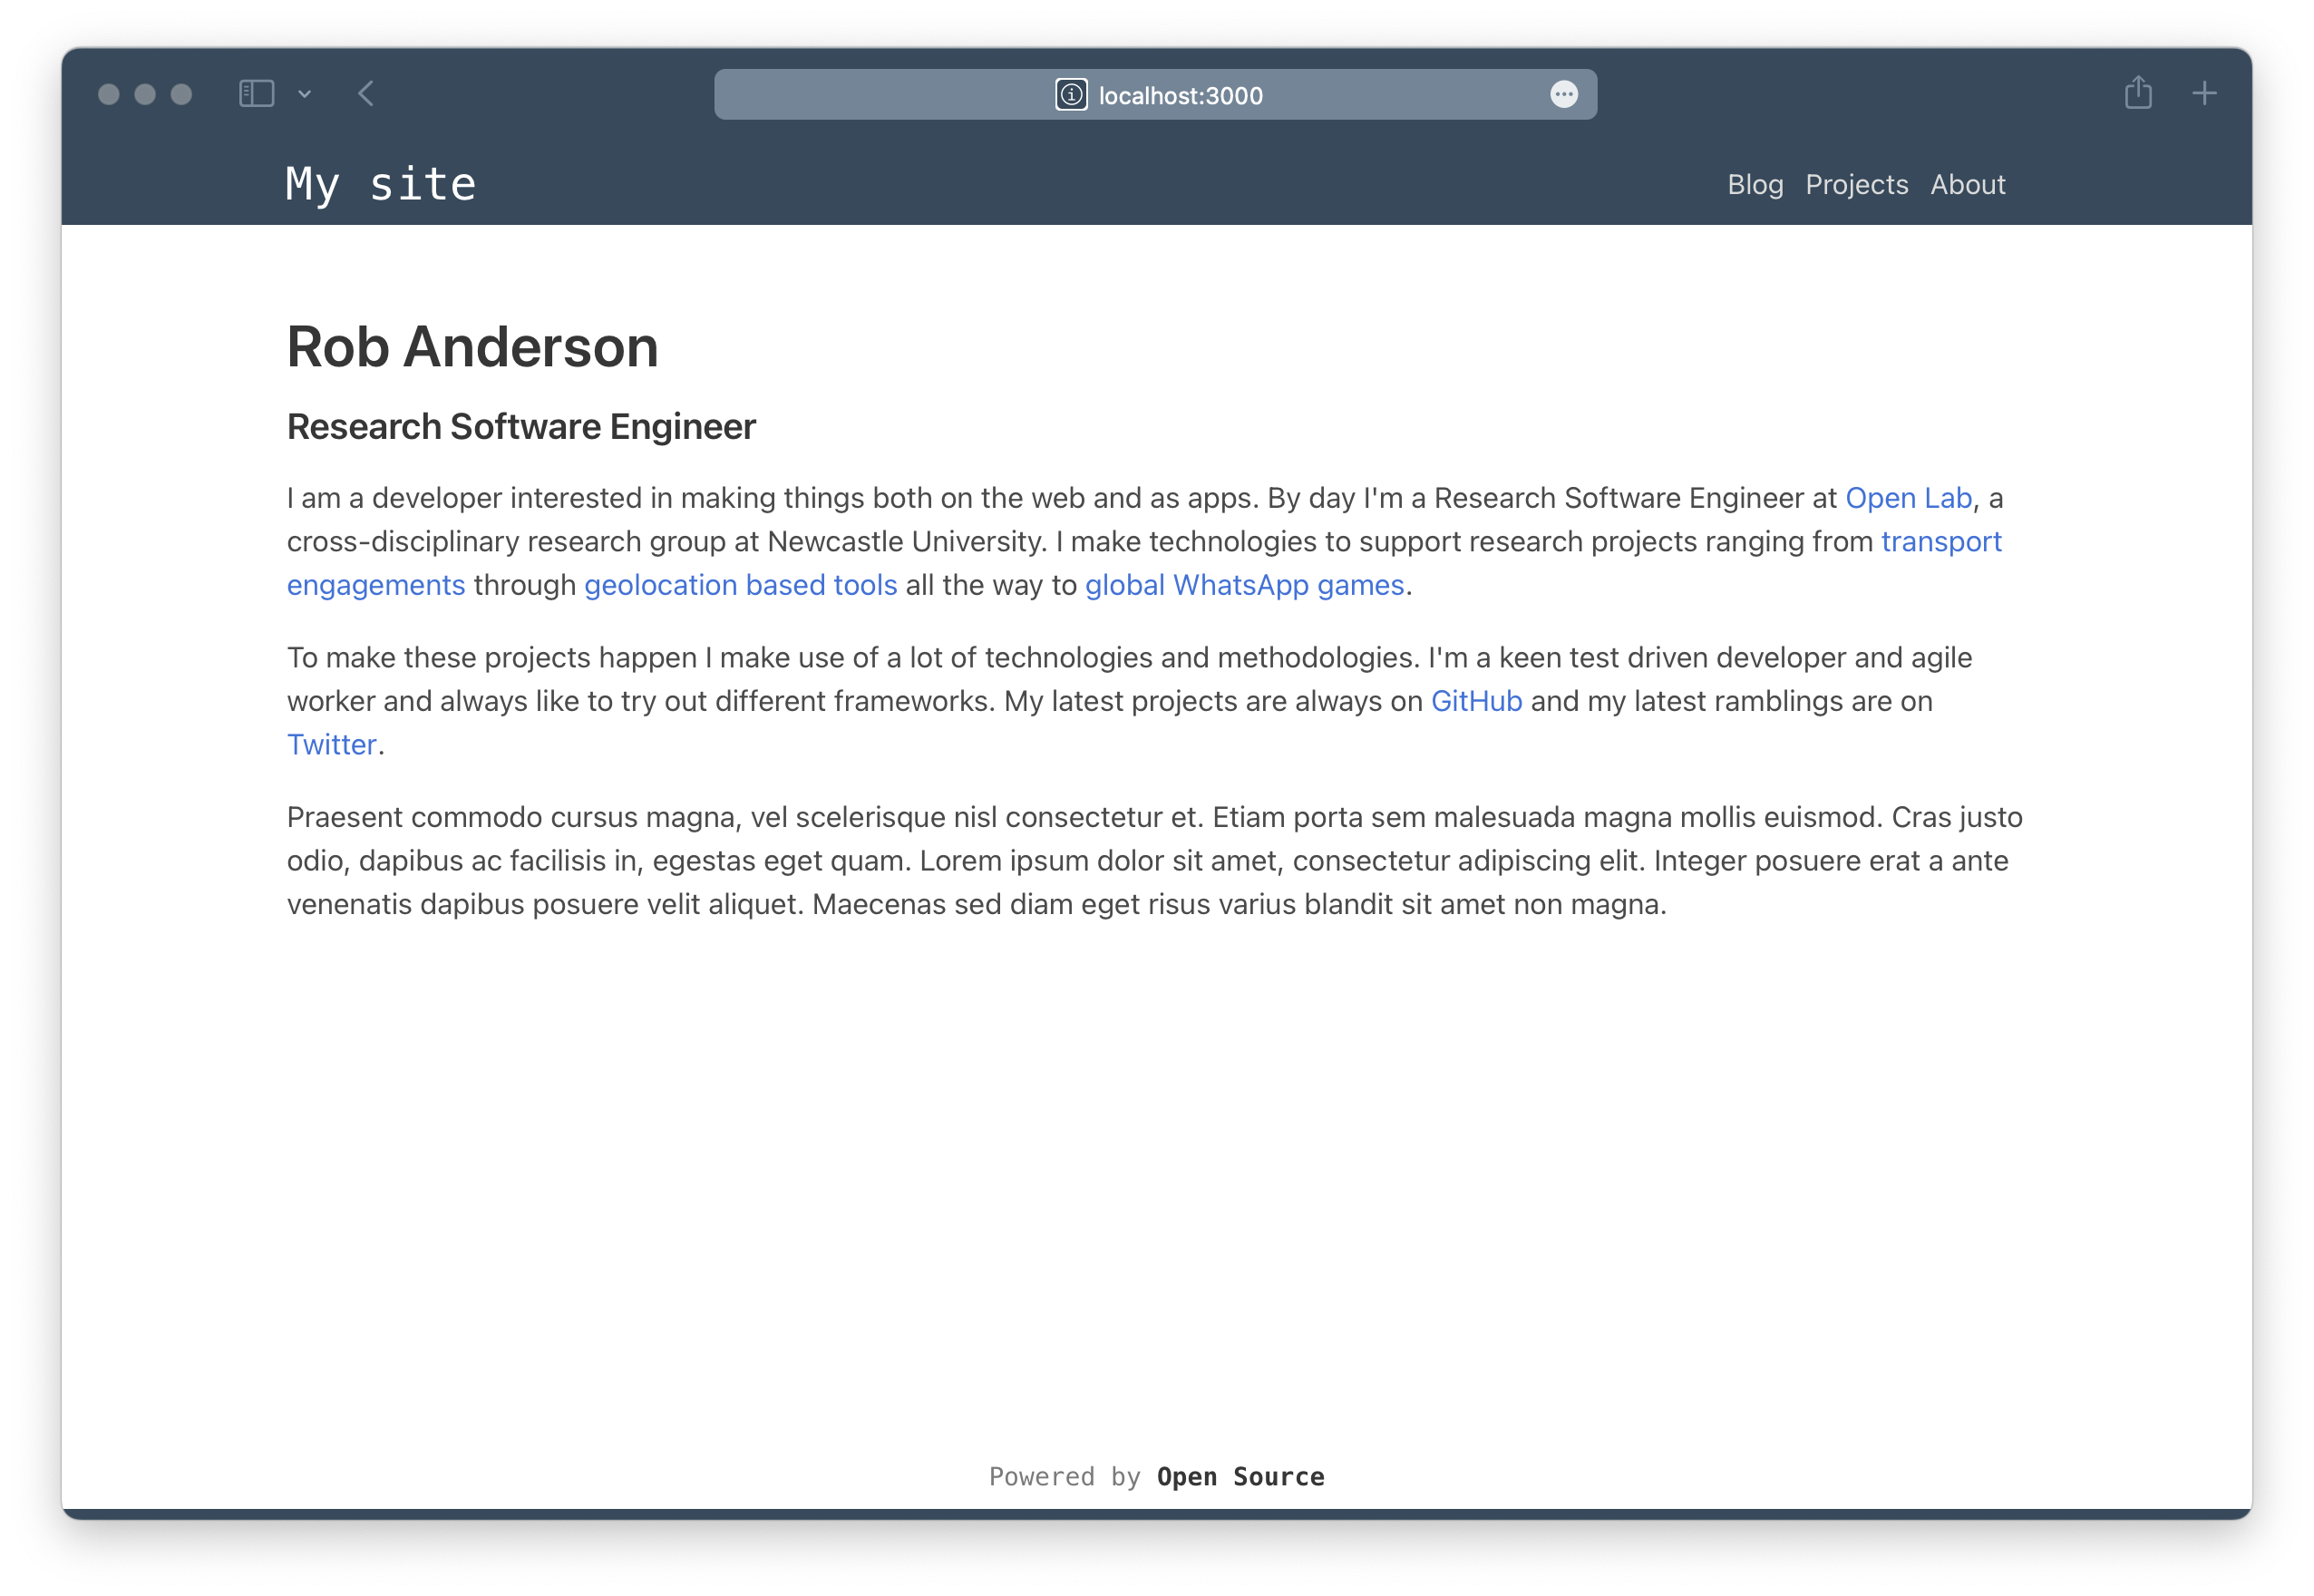 localhost:3000
My site
Blog Projects About
Rob Anderson
Research Software Engineer
I am a developer interested in making things both on the web and as apps. By day I'm a Research Software Engineer at Open Lab, a
cross-disciplinary research group at Newcastle University. I make technologies to support research projects ranging from transport
engagements through geolocation based tools all the way to global WhatsApp games.
To make these projects happen I make use of a lot of technologies and methodologies. I'm a keen test driven developer and agile
worker and always like to try out different frameworks. My latest projects are always on GitHub and my latest ramblings are on
Twitter.
Praesent commodo cursus magna, vel scelerisque nisl consectetur et. Etiam porta sem malesuada magna mollis euismod. Cras justo
odio, dapibus ac facilisis in, egestas eget quam. Lorem ipsum dolor sit amet, consectetur adipiscing elit. Integer posuere erat a ante
venenatis dapibus posuere velit aliquet. Maecenas sed diam eget risus varius blandit sit amet non magna.
Powered by Open Source